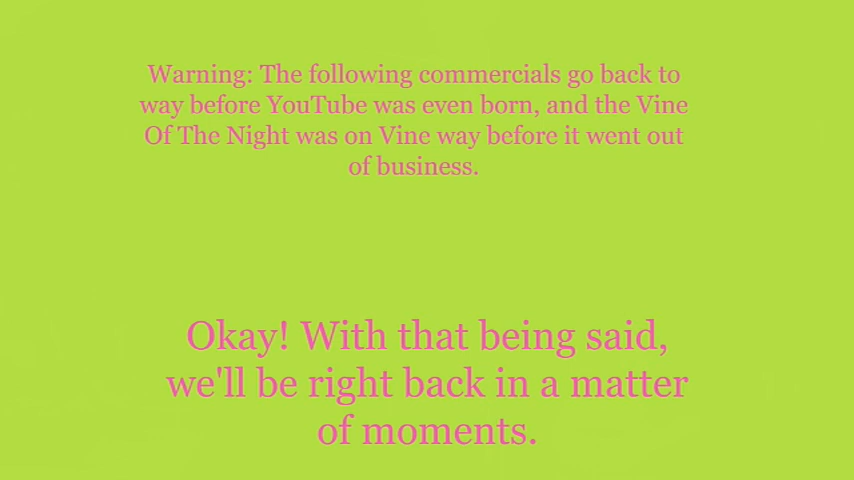 Warning: The following commercials go back to
way before YouTube was even born, and the Vine
Of The Night was on Vine way before it went out
of business.
Okay! With that being said,
we'll be right back in a matter
of moments.